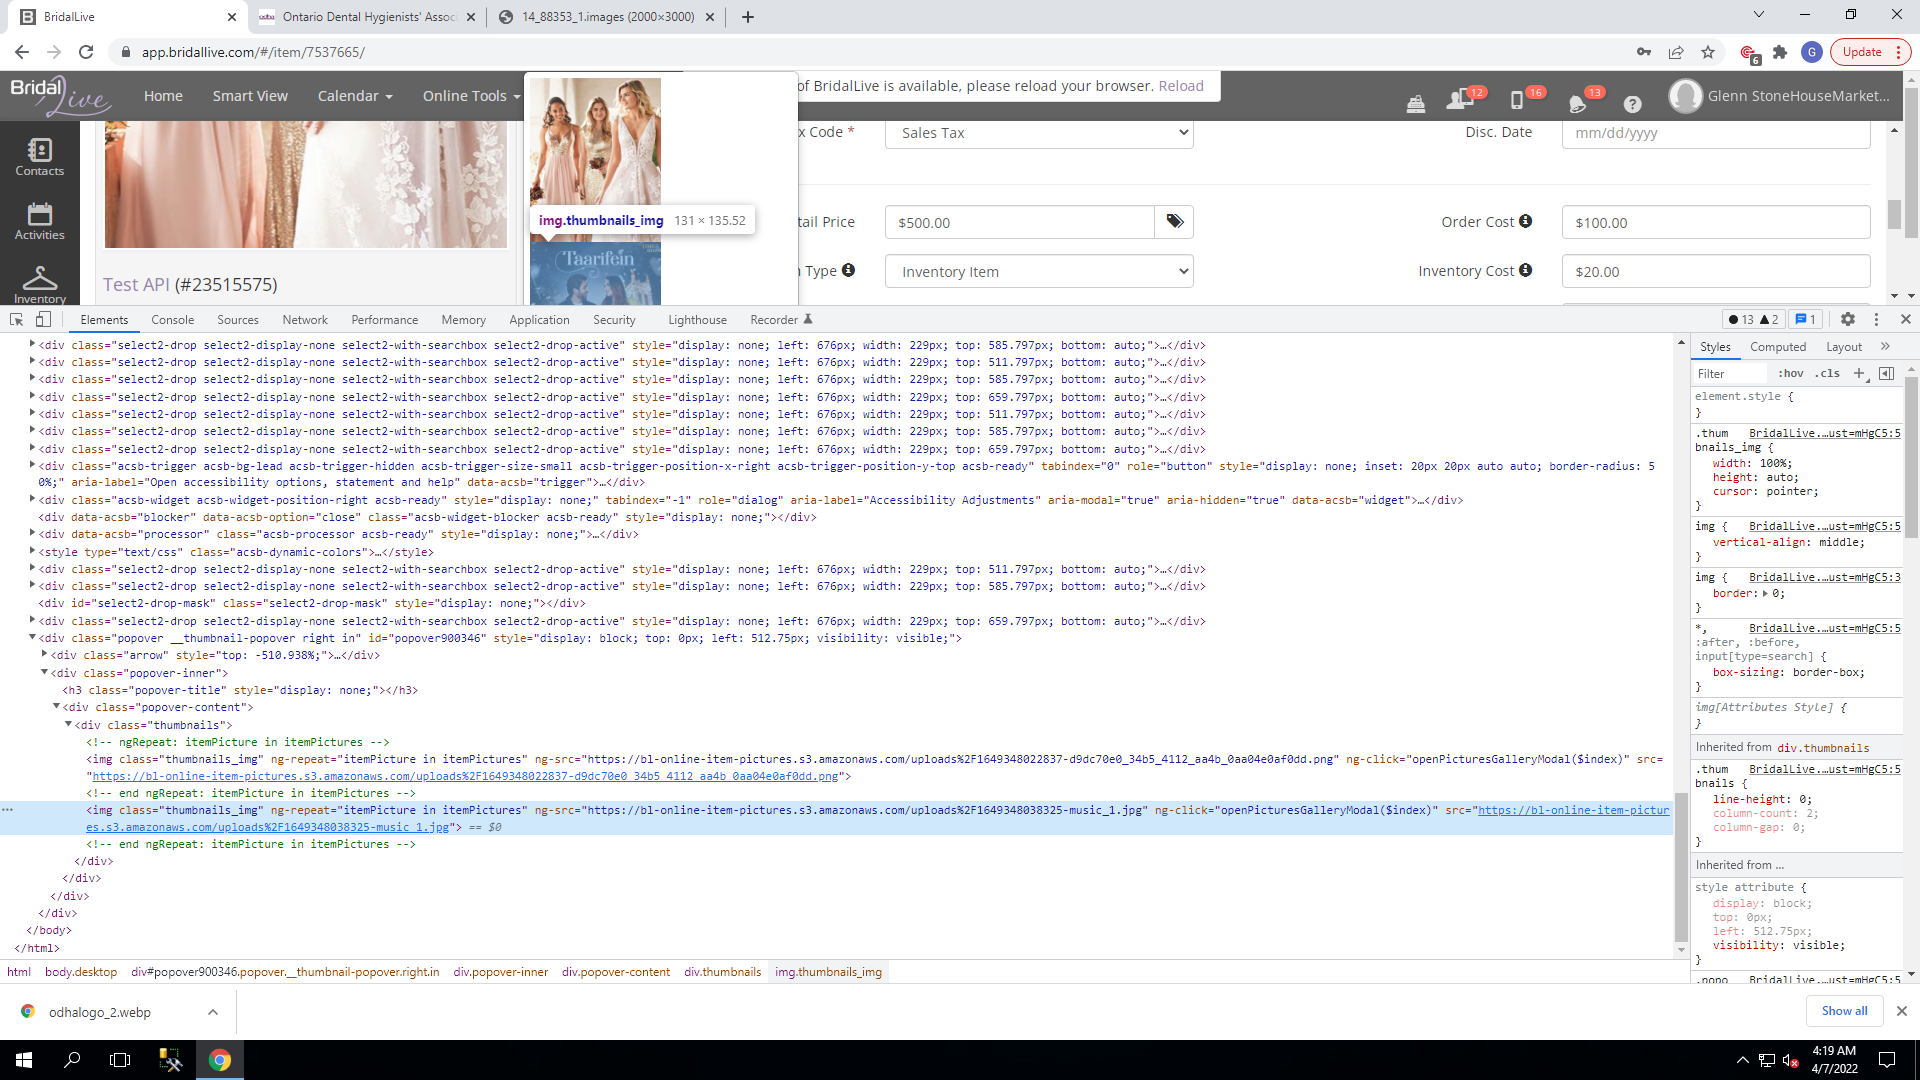 BridalLive
Ontario Dental Hygienists' Assoc
14_88353_1.images (2000×3000)
app.bridallive.com/#/item/7537665/
6
G
Update
Bridal Live
Home
Smart View
Calendar
Online Tools
of BridalLive is available, please reload your browser. Reload
12
16
13
Glenn StoneHouseMarket...
Contacts
Activities
Inventory
Test API (#23515575)
img.thumbnails_img 131 × 135.52
Taarifein
x Code *
Sales Tax
Disc. Date
mm/dd/yyyy
tail Price
$500.00
Order Cost
$100.00
n Type
Inventory Item
Inventory Cost
$20.00
Elements
Console
Sources
Network
Performance
Memory
Application
Security
Lighthouse
Recorder
13
2
1
<div class="select2-drop select2-display-none select2-with-searchbox select2-drop-active" style="display: none; left: 676px; width: 229px; top: 585.797px; bottom: auto;">…</div>
<div class="select2-drop select2-display-none select2-with-searchbox select2-drop-active" style="display: none; left: 676px; width: 229px; top: 511.797px; bottom: auto;">…</div>
<div class="select2-drop select2-display-none select2-with-searchbox select2-drop-active" style="display: none; left: 676px; width: 229px; top: 585.797px; bottom: auto;">…</div>
<div class="select2-drop select2-display-none select2-with-searchbox select2-drop-active" style="display: none; left: 676px; width: 229px; top: 659.797px; bottom: auto;">…</div>
<div class="select2-drop select2-display-none select2-with-searchbox select2-drop-active" style="display: none; left: 676px; width: 229px; top: 511.797px; bottom: auto;">…</div>
<div class="select2-drop select2-display-none select2-with-searchbox select2-drop-active" style="display: none; left: 676px; width: 229px; top: 585.797px; bottom: auto;">…</div>
<div class="select2-drop select2-display-none select2-with-searchbox select2-drop-active" style="display: none; left: 676px; width: 229px; top: 659.797px; bottom: auto;">…</div>
<div class="acsb-trigger acsb-bg-lead acsb-trigger-hidden acsb-trigger-size-small acsb-trigger-position-x-right acsb-trigger-position-y-top acsb-ready" tabindex="0" role="button" style="display: none; inset: 20px 20px auto auto; border-radius: 5
0%;" aria-label="Open accessibility options, statement and help" data-acsb="trigger">…</div>
<div class="acsb-widget acsb-widget-position-right acsb-ready" style="display: none;" tabindex="-1" role="dialog" aria-label="Accessibility Adjustments" aria-modal="true" aria-hidden="true" data-acsb="widget">…</div>
<div data-acsb="blocker" data-acsb-option="close" class="acsb-widget-blocker acsb-ready" style="display: none;"></div>
<div data-acsb="processor" class="acsb-processor acsb-ready" style="display: none;">…</div>
<style type="text/css" class="acsb-dynamic-colors">…</style>
<div class="select2-drop select2-display-none select2-with-searchbox select2-drop-active" style="display: none; left: 676px; width: 229px; top: 511.797px; bottom: auto;">…</div>
<div class="select2-drop select2-display-none select2-with-searchbox select2-drop-active" style="display: none; left: 676px; width: 229px; top: 585.797px; bottom: auto;">…</div>
<div id="select2-drop-mask" class="select2-drop-mask" style="display: none;"></div>
<div class="select2-drop select2-display-none select2-with-searchbox select2-drop-active" style="display: none; left: 676px; width: 229px; top: 659.797px; bottom: auto;">…</div>
<div class="popover __thumbnail-popover right in" id="popover900346" style="display: block; top: 0px; left: 512.75px; visibility: visible;">
<div class="arrow" style="top: -510.938%;">…</div>
<div class="popover-inner">
<h3 class="popover-title" style="display: none;"></h3>
<div class="popover-content">
<div class="thumbnails">
<!-- ngRepeat: itemPicture in itemPictures -->
<img class="thumbnails_img" ng-repeat="itemPicture in itemPictures" ng-src="https://bl-online-item-pictures.s3.amazonaws.com/uploads%2F1649348022837-d9dc70e0_34b5_4112_aa4b_0aa04e0af0dd.png" ng-click="openPicturesGalleryModal($index)" src=
"https://bl-online-item-pictures.s3.amazonaws.com/uploads%2F1649348022837-d9dc70e0_34b5_4112_aa4b_0aa04e0af0dd.png">
<!-- end ngRepeat: itemPicture in itemPictures -->
<img class="thumbnails_img" ng-repeat="itemPicture in itemPictures" ng-src="https://bl-online-item-pictures.s3.amazonaws.com/uploads%2F1649348038325-music_1.jpg" ng-click="openPicturesGalleryModal($index)" src="https://bl-online-item-pictur
es.s3.amazonaws.com/uploads%2F1649348038325-music_1.jpg"> == $0
<!-- end ngRepeat: itemPicture in itemPictures -->
</div>
</div>
</div>
</div>
</body>
</html>
html
body.desktop
div#popover900346.popover.__thumbnail-popover.right.in
div.popover-inner
div.popover-content
div.thumbnails
img.thumbnails_img
Styles
Computed
Layout
Filter
:hov
.cls
element.style {
}
.thum BridalLive.…ust=mHgC5:5
bnails_img {
width: 100%;
height: auto;
cursor: pointer;
}
img { BridalLive.…ust=mHgC5:5
vertical-align: middle;
}
img { BridalLive.…ust=mHgC5:3
border: 0;
}
*, BridalLive.…ust=mHgC5:5
:after, :before,
input[type=search] {
box-sizing: border-box;
}
img[Attributes Style] {
}
Inherited from div.thumbnails
.thum BridalLive.…ust=mHgC5:5
bnails {
line-height: 0;
column-count: 2;
column-gap: 0;
}
Inherited from ...
style attribute {
display: block;
top: 0px;
left: 512.75px;
visibility: visible;
}
.popo BridalLive.…ust=mHgC5:5
odhalogo_2.webp
Show all
4:19 AM
4/7/2022